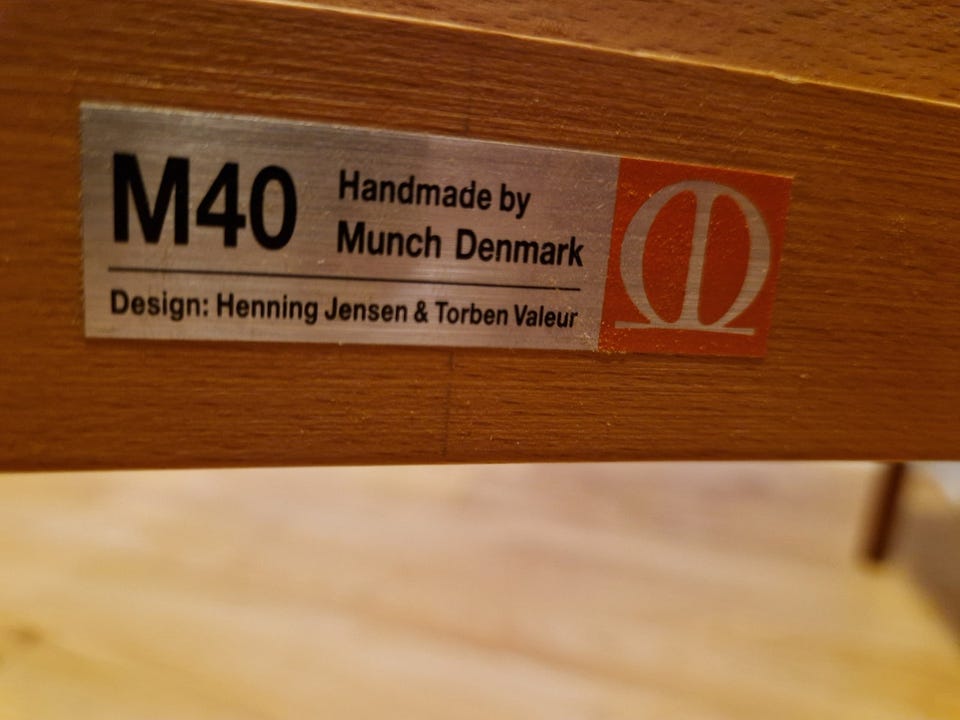 M40
Handmade by
Munch Denmark
Design: Henning Jensen & Torben Valeur